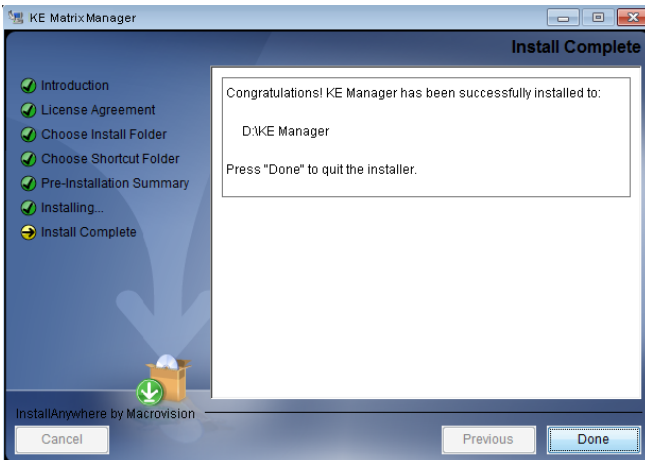 KE MatrixManager
Install Complete
Introduction
License Agreement
Choose Install Folder
Choose Shortcut Folder
Pre-Installation Summary
Installing...
Install Complete
Congratulations! KE Manager has been successfully installed to:
D:\KE Manager
Press "Done" to quit the installer.
InstallAnywhere by Macrovision
Cancel
Previous
Done